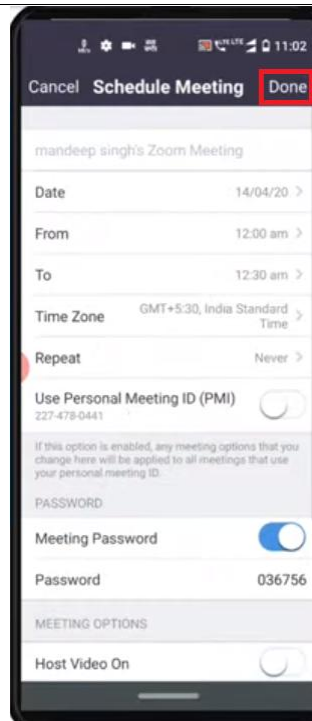 11:02
Cancel Schedule Meeting Done
mandeep singh's Zoom Meeting
Date 14/04/20 >
From 12:00 am >
To 12:30 am >
Time Zone GMT+5:30, India Standard Time >
Repeat Never >
Use Personal Meeting ID (PMI)
227-478-0441
If this option is enabled, any meeting options that you
change here will be applied to all meetings that use
your personal meeting ID.
PASSWORD
Meeting Password
Password 036756
MEETING OPTIONS
Host Video On